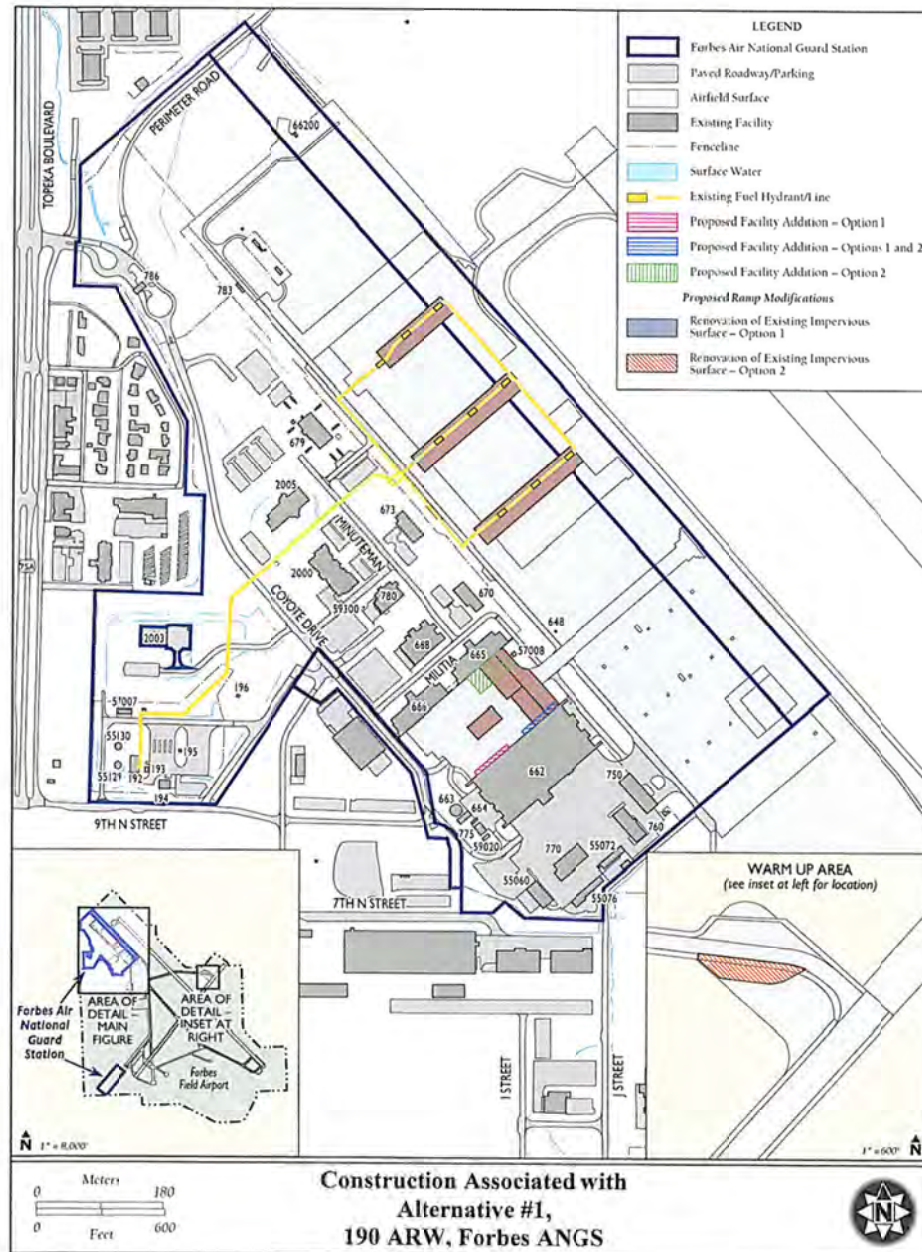 LEGEND
Forbes Air National Guard Station
Paved Roadway/Parking
Airfield Surface
Existing Facility
Fenceline
Surface Water
Existing Fuel Hydrant/Line
Proposed Facility Addition – Option 1
Proposed Facility Addition – Options 1 and 2
Proposed Facility Addition – Option 2
Proposed Ramp Modifications
Renovation of Existing Impervious
Surface – Option 1
Renovation of Existing Impervious
Surface – Option 2
TOPEKA BOULEVARD
PERIMETER ROAD
66200
786
783
679
2005
673
MINUTEMAN
2000
780
59300
670
COYOTE DRIVE
75A
648
668
665
57008
MILITIA
2003
666
196
662
55130
195
750
193
192
194
663
664
760
775
59020
770
55072
55060
55076
9TH N STREET
7TH N STREET
I STREET
J STREET
WARM UP AREA
(see inset at left for location)
Forbes Air
National
Guard
Station
AREA OF
DETAIL –
MAIN
FIGURE
AREA OF
DETAIL –
INSET AT
RIGHT
Forbes
Field Airport
N 1" = 8,000'
1" = 600' N
Meters
0 180
0 600
Feet
Construction Associated with
Alternative #1,
190 ARW, Forbes ANGS
N